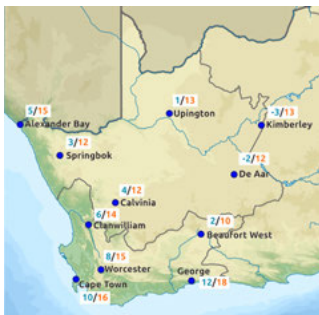 5/15
Alexander Bay
1/13
Upington
-3/13
Kimberley
3/12
Springbok
-2/12
De Aar
4/12
Calvinia
6/14
Clanwilliam
2/10
Beaufort West
8/15
Worcester
George
12/18
Cape Town
10/16